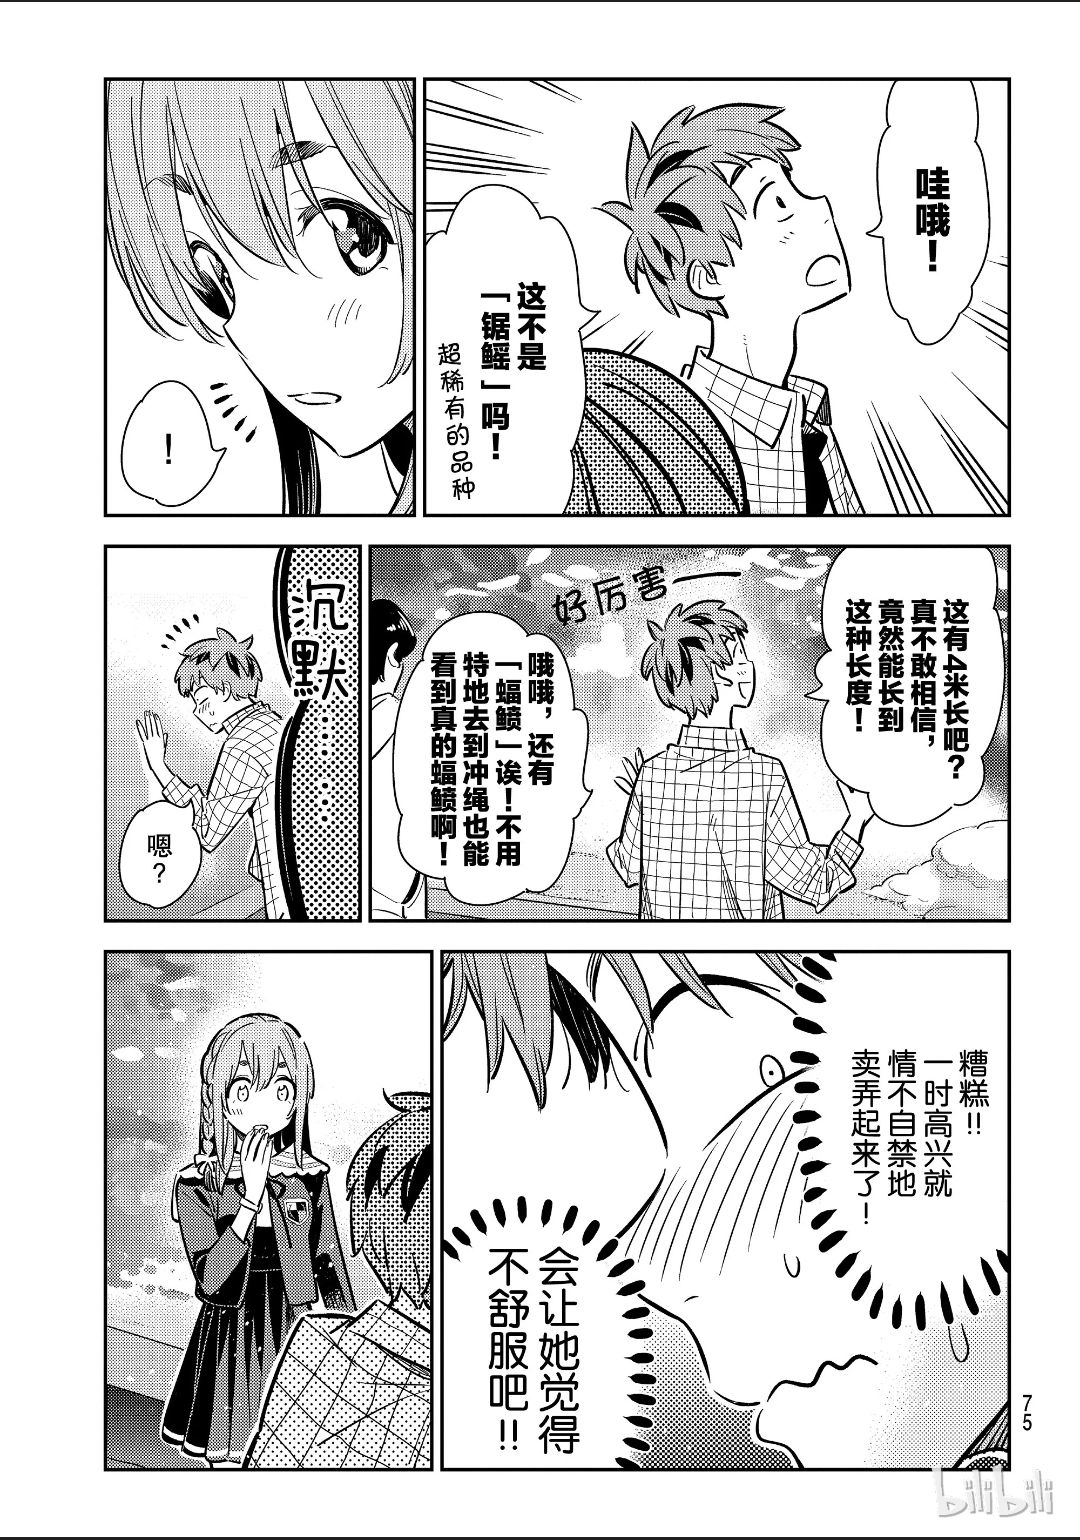 哇哦！
这不是
「锯鳐」吗！
超稀有的品种
！
这有4米长吧？
真不敢相信，
竟然能长到
这种长度！
好厉害——
哦哦，还有
「蝠鲼」诶！不用
特地去到冲绳也能
看到真的蝠鲼啊！
沉默……
嗯？
糟糕!!
一时高兴就
情不自禁地
卖弄起来了！
会让她觉得
不舒服吧!!
75
bilibili